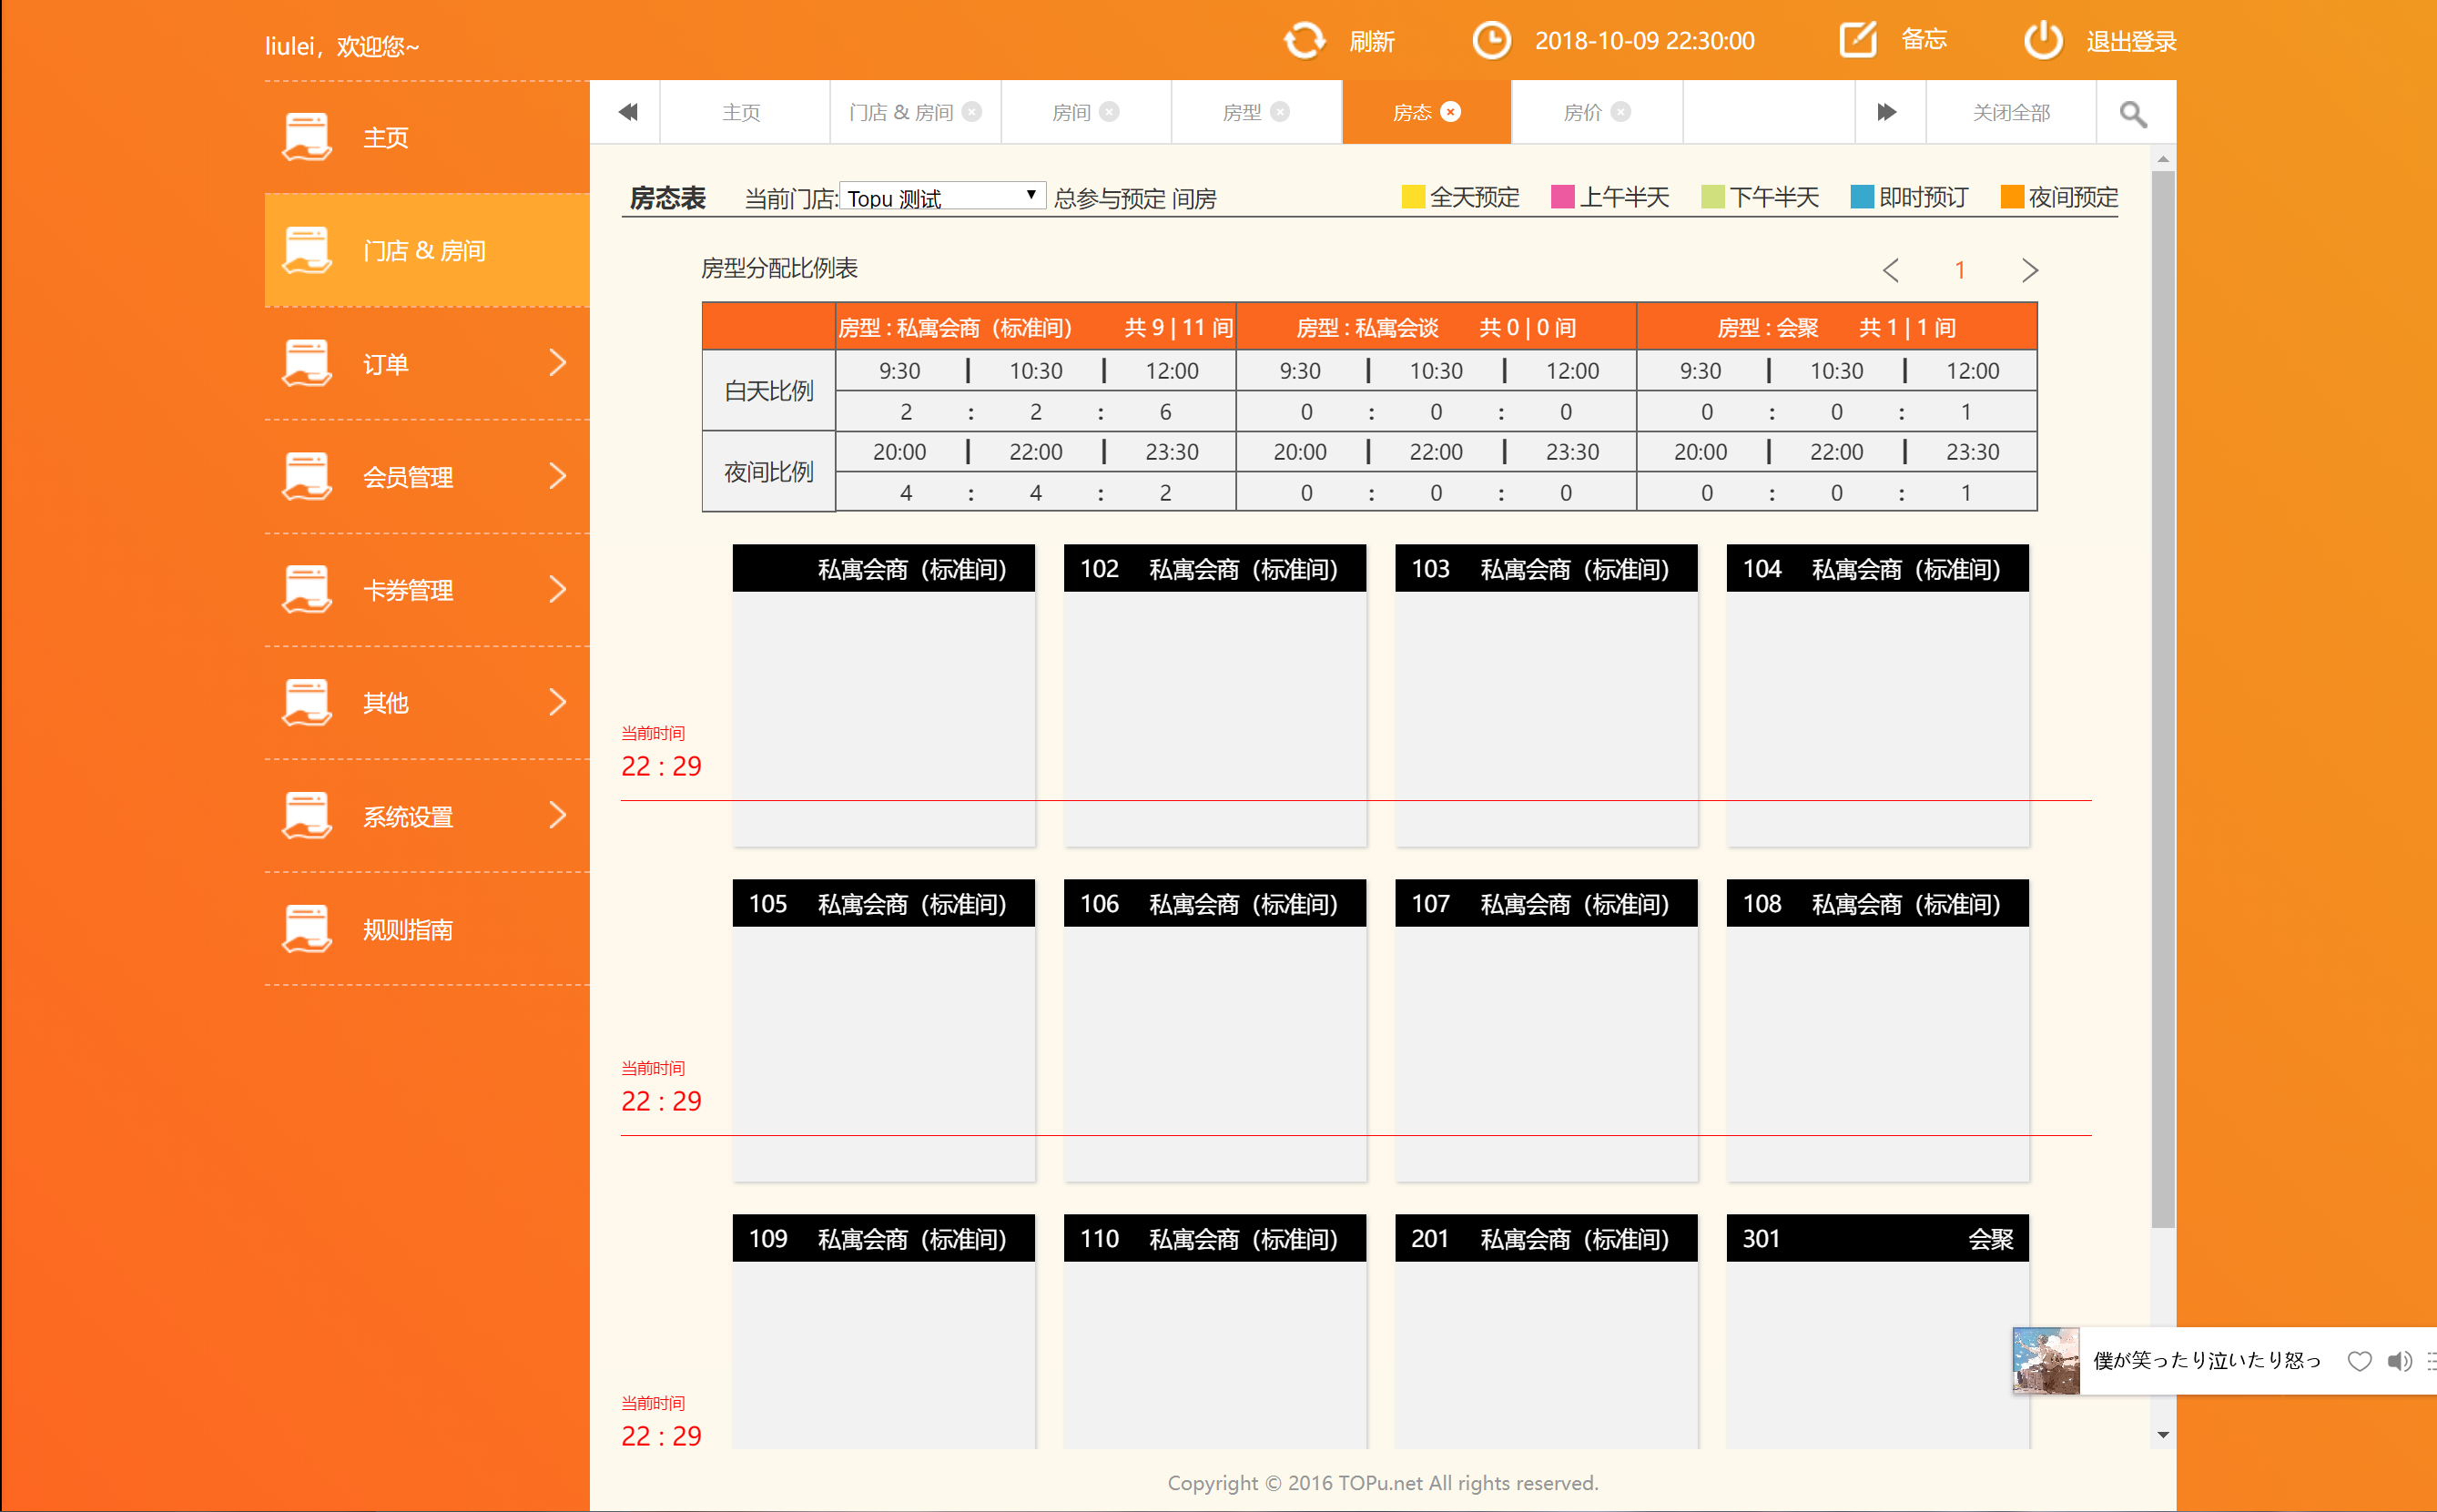 liulei，欢迎您~
刷新
2018-10-09 22:30:00
备忘
退出登录
主页
门店 & 房间
订单
会员管理
卡券管理
其他
系统设置
规则指南
主页 门店 & 房间 房间 房型 房态 房价 关闭全部
房态表 当前门店: Topu 测试 总参与预定 间房 全天预定 上午半天 下午半天 即时预订 夜间预定
房型分配比例表 1
房型 : 私寓会商（标准间） 共 9 | 11 间 房型 : 私寓会谈 共 0 | 0 间 房型 : 会聚 共 1 | 1 间
白天比例
9:30 | 10:30 | 12:00 9:30 | 10:30 | 12:00 9:30 | 10:30 | 12:00
2 : 2 : 6 0 : 0 : 0 0 : 0 : 1
夜间比例
20:00 | 22:00 | 23:30 20:00 | 22:00 | 23:30 20:00 | 22:00 | 23:30
4 : 4 : 2 0 : 0 : 0 0 : 0 : 1
私寓会商（标准间） 102 私寓会商（标准间） 103 私寓会商（标准间） 104 私寓会商（标准间）
当前时间
22 : 29
105 私寓会商（标准间） 106 私寓会商（标准间） 107 私寓会商（标准间） 108 私寓会商（标准间）
当前时间
22 : 29
109 私寓会商（标准间） 110 私寓会商（标准间） 201 私寓会商（标准间） 301 会聚
当前时间
22 : 29
僕が笑ったり泣いたり怒っ
Copyright © 2016 TOPu.net All rights reserved.